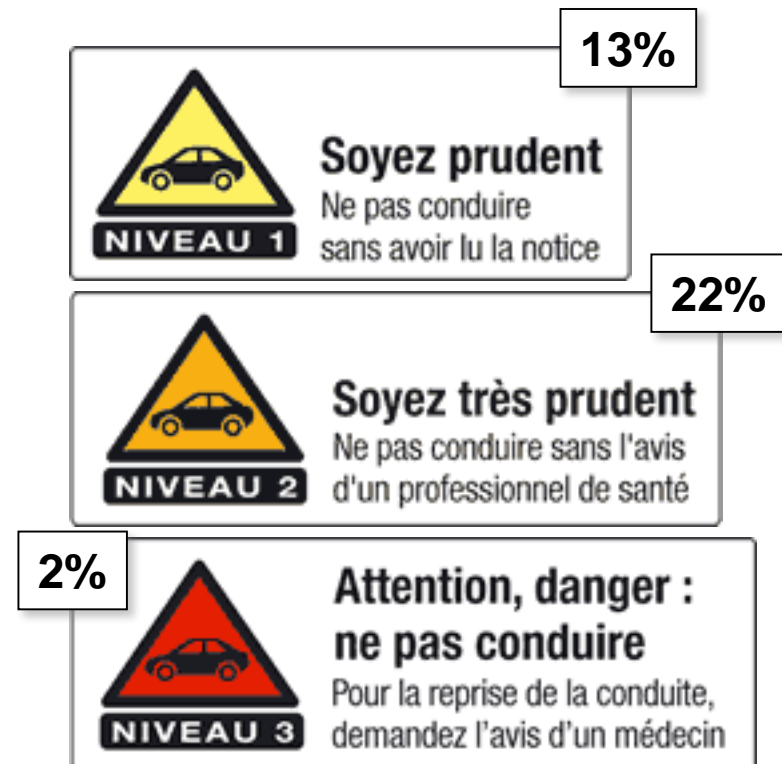 13%
Soyez prudent
Ne pas conduire
sans avoir lu la notice
NIVEAU 1
22%
Soyez très prudent
Ne pas conduire sans l'avis
d'un professionnel de santé
NIVEAU 2
2%
Attention, danger :
ne pas conduire
Pour la reprise de la conduite,
demandez l'avis d'un médecin
NIVEAU 3